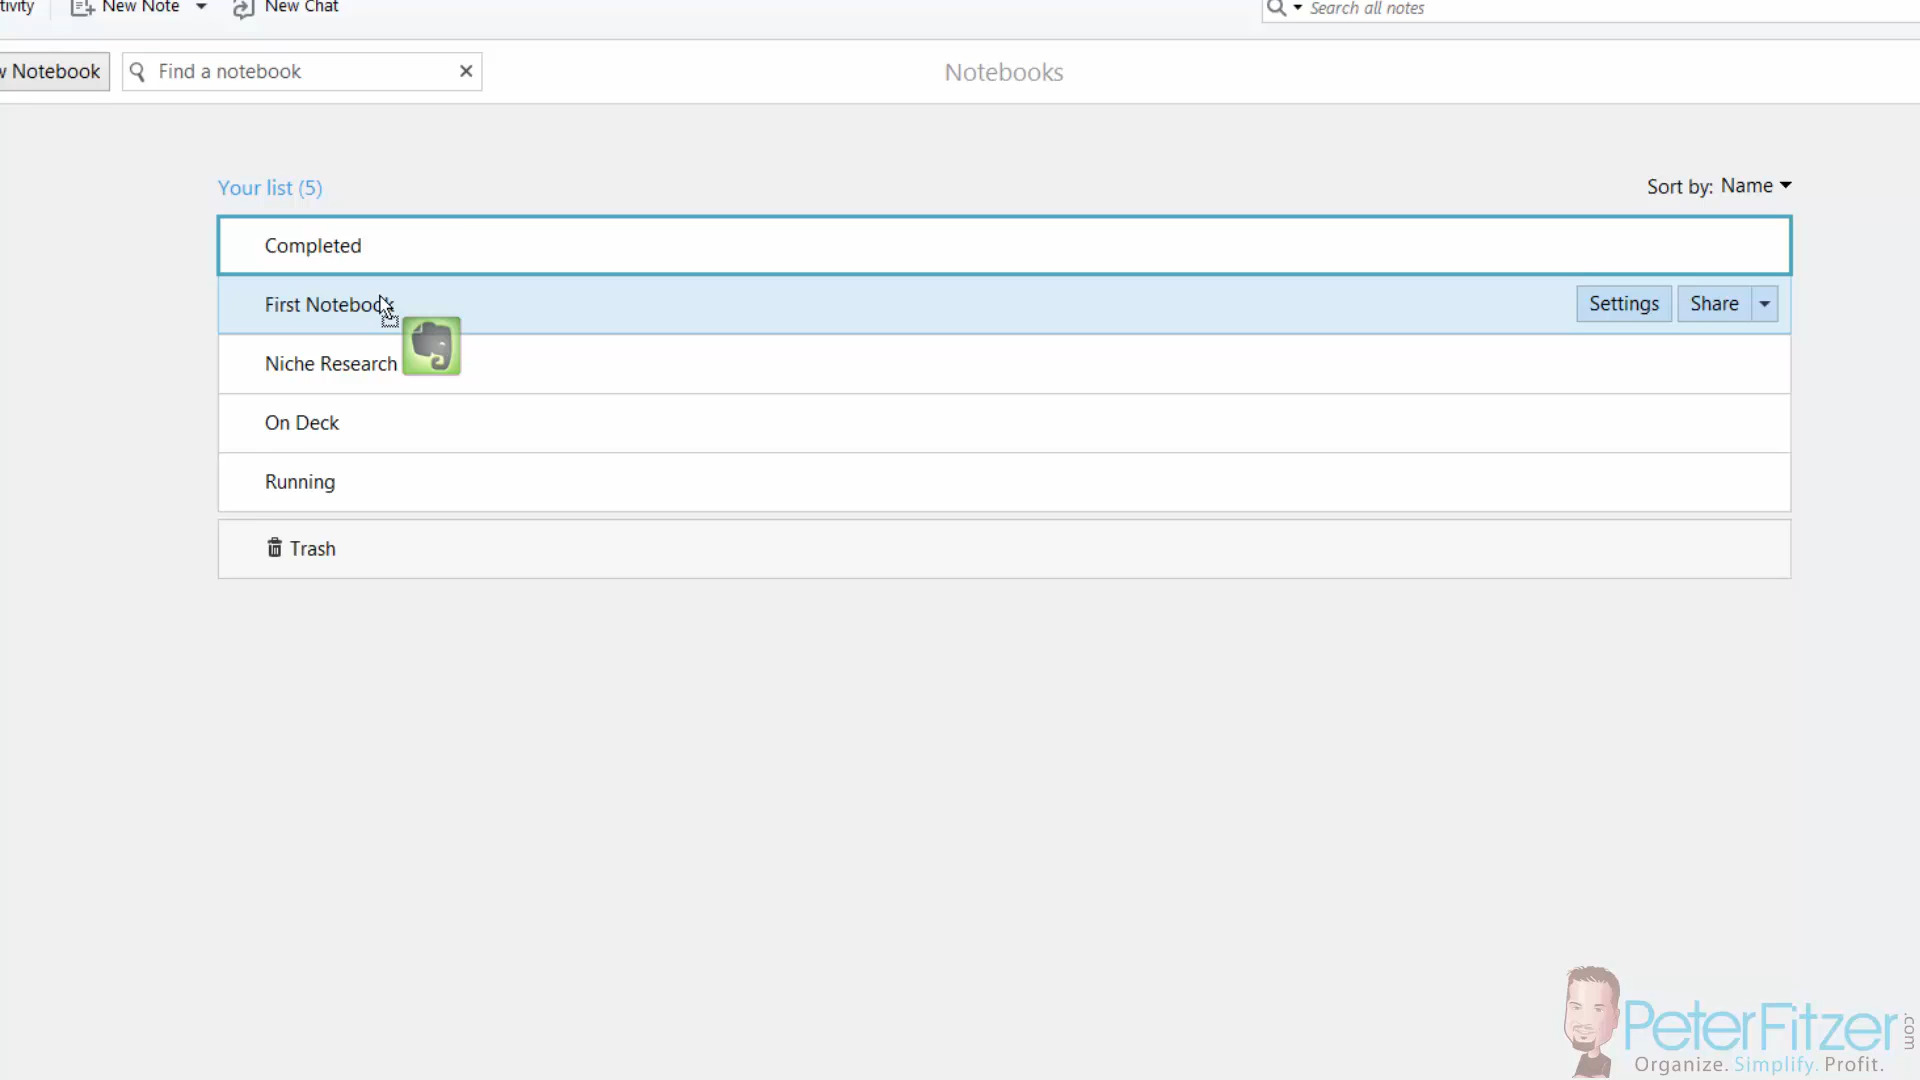 tivity
New Note
New Chat
Search all notes
w Notebook
Find a notebook
Notebooks
Your list (5)
Sort by: Name
Completed
First Notebook
Settings
Share
Niche Research
On Deck
Running
Trash
PeterFitzer.com
Organize. Simplify. Profit.